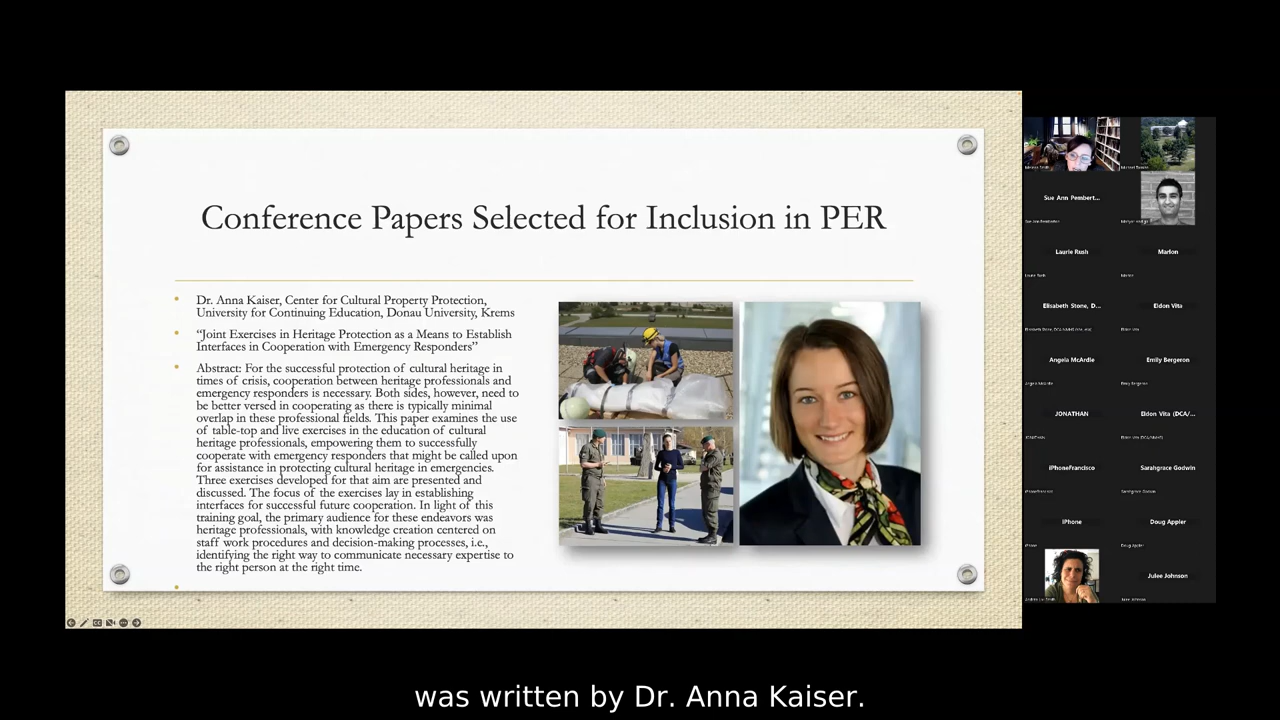 Conference Papers Selected for Inclusion in PER
Dr. Anna Kaiser, Center for Cultural Property Protection,
University for Continuing Education, Donau University, Krems
“Joint Exercises in Heritage Protection as a Means to Establish
Interfaces in Cooperation with Emergency Responders”
Abstract: For the successful protection of cultural heritage in
times of crisis, cooperation between heritage professionals and
emergency responders is necessary. Both sides, however, need to
be better versed in cooperating as there is typically minimal
overlap in these professional fields. This paper examines the use
of table-top and live exercises in the education of cultural
heritage professionals, empowering them to successfully
cooperate with emergency responders that might be called upon
for assistance in protecting cultural heritage in emergencies.
Three exercises developed for that aim are presented and
discussed. The focus of the exercises lay in establishing
interfaces for successful future cooperation. In light of this
training goal, the primary audience for these endeavors was
heritage professionals, with knowledge creation centered on
staff work procedures and decision-making processes, i.e.,
identifying the right way to communicate necessary expertise to
the right person at the right time.
Sue Ann Pembert...
Laurie Rush
Marlon
Elisabeth Stone, D...
Eldon Vita
Angela McArdle
Emily Bergeron
JONATHAN
Eldon Vita (DCA/...
iPhoneFrancisco
Sarahgrace Godwin
iPhone
Doug Appler
Julee Johnson
was written by Dr. Anna Kaiser.